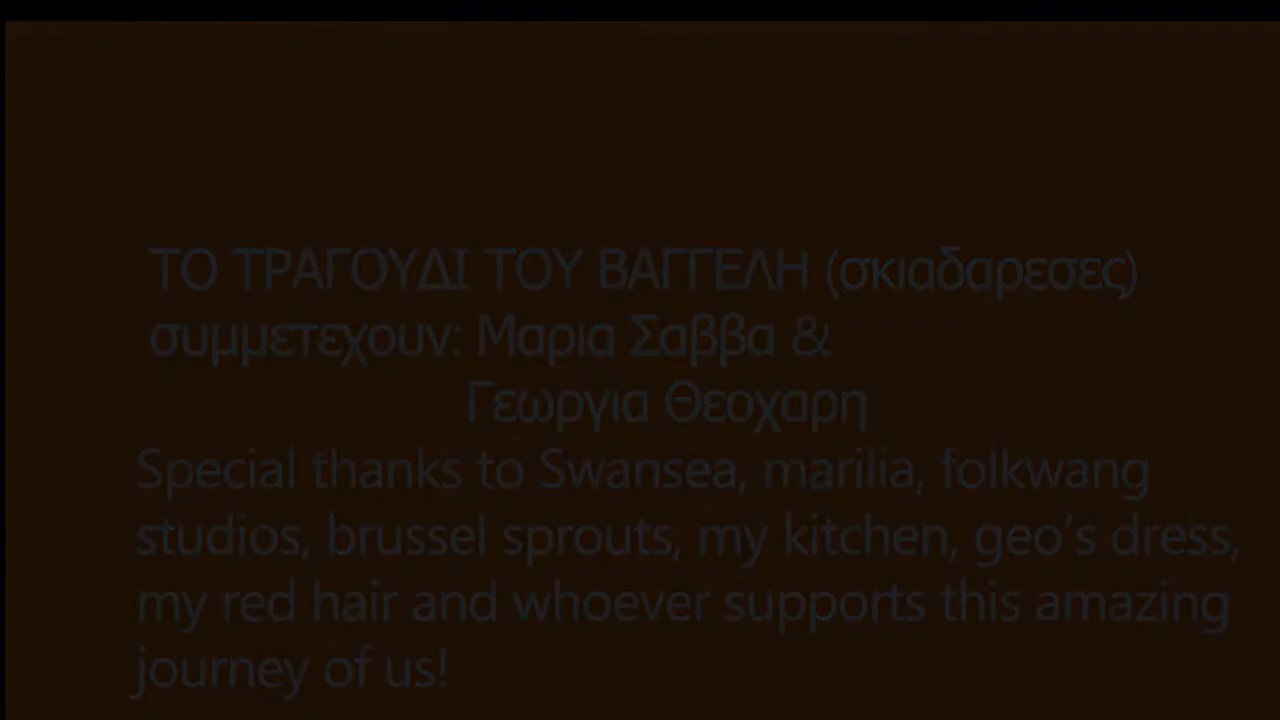 ΤΟ ΤΡΑΓΟΥΔΙ ΤΟΥ ΒΑΓΓΕΛΗ (σκιαδαρεσες)
συμμετεχουν: Μαρια Σαββα &
Γεωργια Θεοχαρη
Special thanks to Swansea, marilia, folkwang
studios, brussel sprouts, my kitchen, geo's dress,
my red hair and whoever supports this amazing
journey of us!